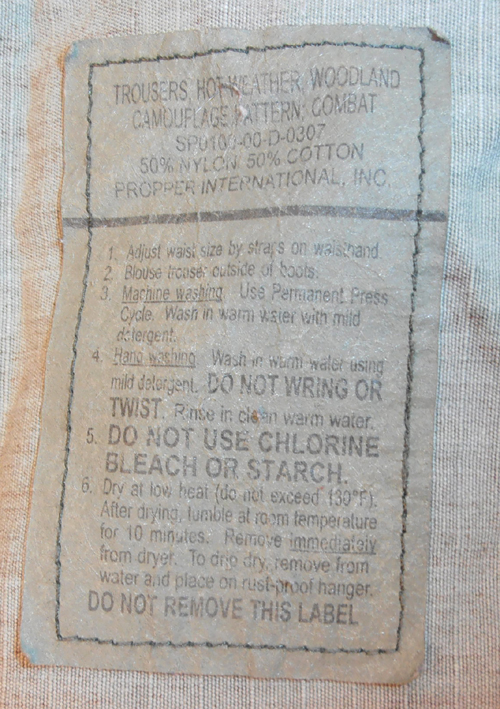 TROUSERS, HOT WEATHER, WOODLAND
CAMOUFLAGE PATTERN: COMBAT
SP0100-00-D-0307
50% NYLON 50% COTTON
PROPPER INTERNATIONAL, INC.
1. Adjust waist size by straps on waistband.
2. Blouse trouser outside of boots.
3. Machine washing. Use Permanent Press
Cycle. Wash in warm water with mild
detergent.
4. Hand washing. Wash in warm water using
mild detergent. DO NOT WRING OR
TWIST. Rinse in clean warm water.
5. DO NOT USE CHLORINE
BLEACH OR STARCH.
6. Dry at low heat (do not exceed 130°F).
After drying, tumble at room temperature
for 10 minutes. Remove immediately
from dryer. To drip dry, remove from
water and place on rust-proof hanger.
DO NOT REMOVE THIS LABEL